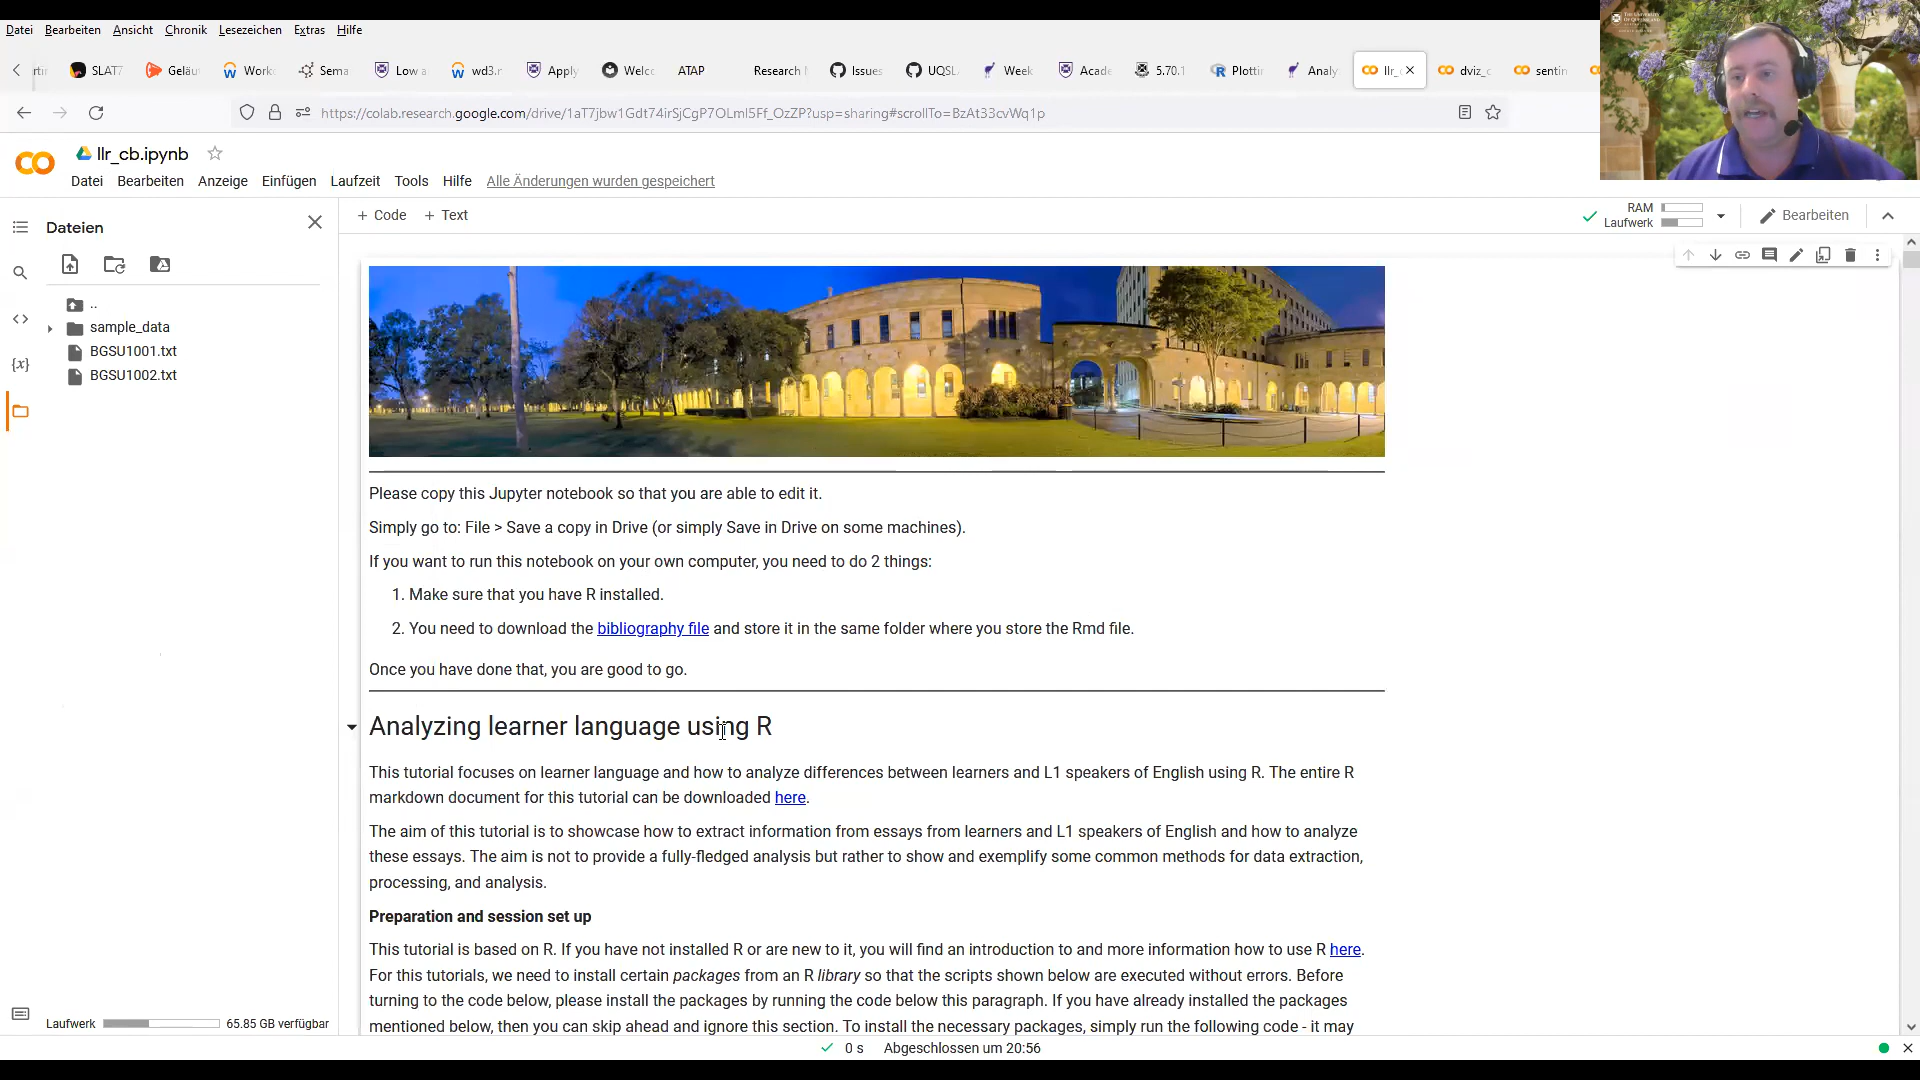 Datei Bearbeiten Ansicht Chronik Lesezeichen Extras Hilfe
SLAT7 Geläu Work Sema Low a wd3.r Apply Welc ATAP Research Issues UQSL Week Acade 5.70.1 Plottin Analy llr_ dviz_c sentin
https://colab.research.google.com/drive/1aT7jbw1Gdt74irSjCgP7OLmI5Ff_OzZP?usp=sharing#scrollTo=BzAt33cvWq1p
llr_cb.ipynb
Datei Bearbeiten Anzeige Einfügen Laufzeit Tools Hilfe Alle Änderungen wurden gespeichert
Dateien
+ Code + Text
RAM
Laufwerk
Bearbeiten
..
sample_data
BGSU1001.txt
BGSU1002.txt
Please copy this Jupyter notebook so that you are able to edit it.
Simply go to: File > Save a copy in Drive (or simply Save in Drive on some machines).
If you want to run this notebook on your own computer, you need to do 2 things:
1. Make sure that you have R installed.
2. You need to download the bibliography file and store it in the same folder where you store the Rmd file.
Once you have done that, you are good to go.
Analyzing learner language using R
This tutorial focuses on learner language and how to analyze differences between learners and L1 speakers of English using R. The entire R
markdown document for this tutorial can be downloaded here.
The aim of this tutorial is to showcase how to extract information from essays from learners and L1 speakers of English and how to analyze
these essays. The aim is not to provide a fully-fledged analysis but rather to show and exemplify some common methods for data extraction,
processing, and analysis.
Preparation and session set up
This tutorial is based on R. If you have not installed R or are new to it, you will find an introduction to and more information how to use R here.
For this tutorials, we need to install certain packages from an R library so that the scripts shown below are executed without errors. Before
turning to the code below, please install the packages by running the code below this paragraph. If you have already installed the packages
mentioned below, then you can skip ahead and ignore this section. To install the necessary packages, simply run the following code - it may
Laufwerk 65.85 GB verfügbar
0 s Abgeschlossen um 20:56